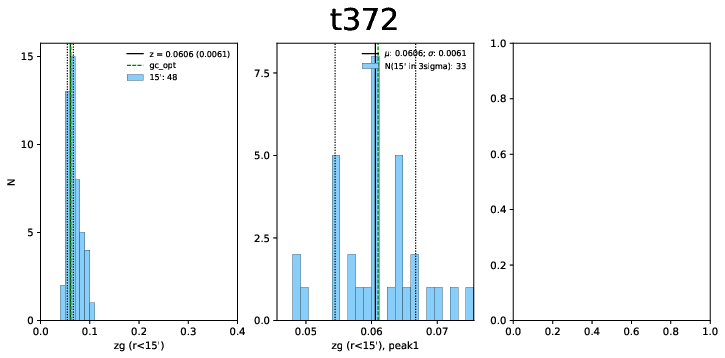 t372
z = 0.0606 (0.0061)
gc_opt
15': 48
N
15
10
5
0
0.0 0.1 0.2 0.3 0.4
zg (r<15')
μ: 0.0606; σ: 0.0061
N(15' in 3sigma): 33
7.5
5.0
2.5
0.0
0.05 0.06 0.07
zg (r<15'), peak1
1.0
0.8
0.6
0.4
0.2
0.0
0.0 0.2 0.4 0.6 0.8 1.0